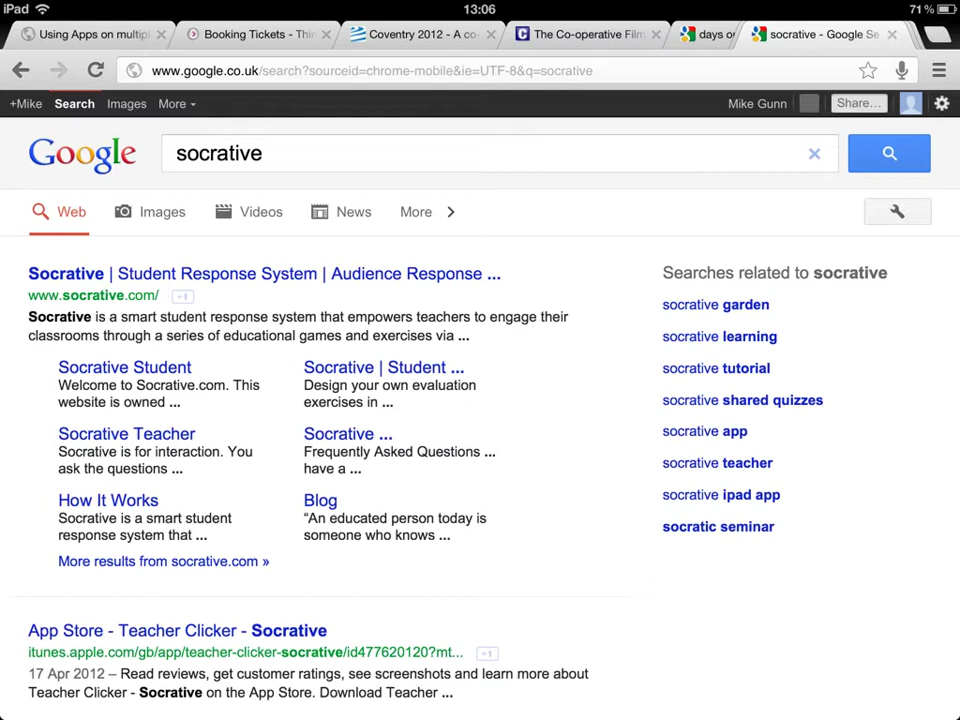 iPad 13:06 71 %
Using Apps on multipl Booking Tickets - Thin Coventry 2012 - A co- The Co-operative Film days or socrative - Google Se
www.google.co.uk/search?sourceid=chrome-mobile&ie=UTF-8&q=socrative
+Mike Search Images More Mike Gunn Share…
Google socrative
Web Images Videos News More
Socrative | Student Response System | Audience Response ...
www.socrative.com/ +1
Socrative is a smart student response system that empowers teachers to engage their
classrooms through a series of educational games and exercises via ...
Socrative Student
Welcome to Socrative.com. This
website is owned ...
Socrative | Student ...
Design your own evaluation
exercises in ...
Socrative Teacher
Socrative is for interaction. You
ask the questions ...
Socrative ...
Frequently Asked Questions ...
have a ...
How It Works
Socrative is a smart student
response system that ...
Blog
“An educated person today is
someone who knows ...
More results from socrative.com »
App Store - Teacher Clicker - Socrative
itunes.apple.com/gb/app/teacher-clicker-socrative/id477620120?mt... +1
17 Apr 2012 – Read reviews, get customer ratings, see screenshots and learn more about
Teacher Clicker - Socrative on the App Store. Download Teacher ...
Searches related to socrative
socrative garden
socrative learning
socrative tutorial
socrative shared quizzes
socrative app
socrative teacher
socrative ipad app
socratic seminar